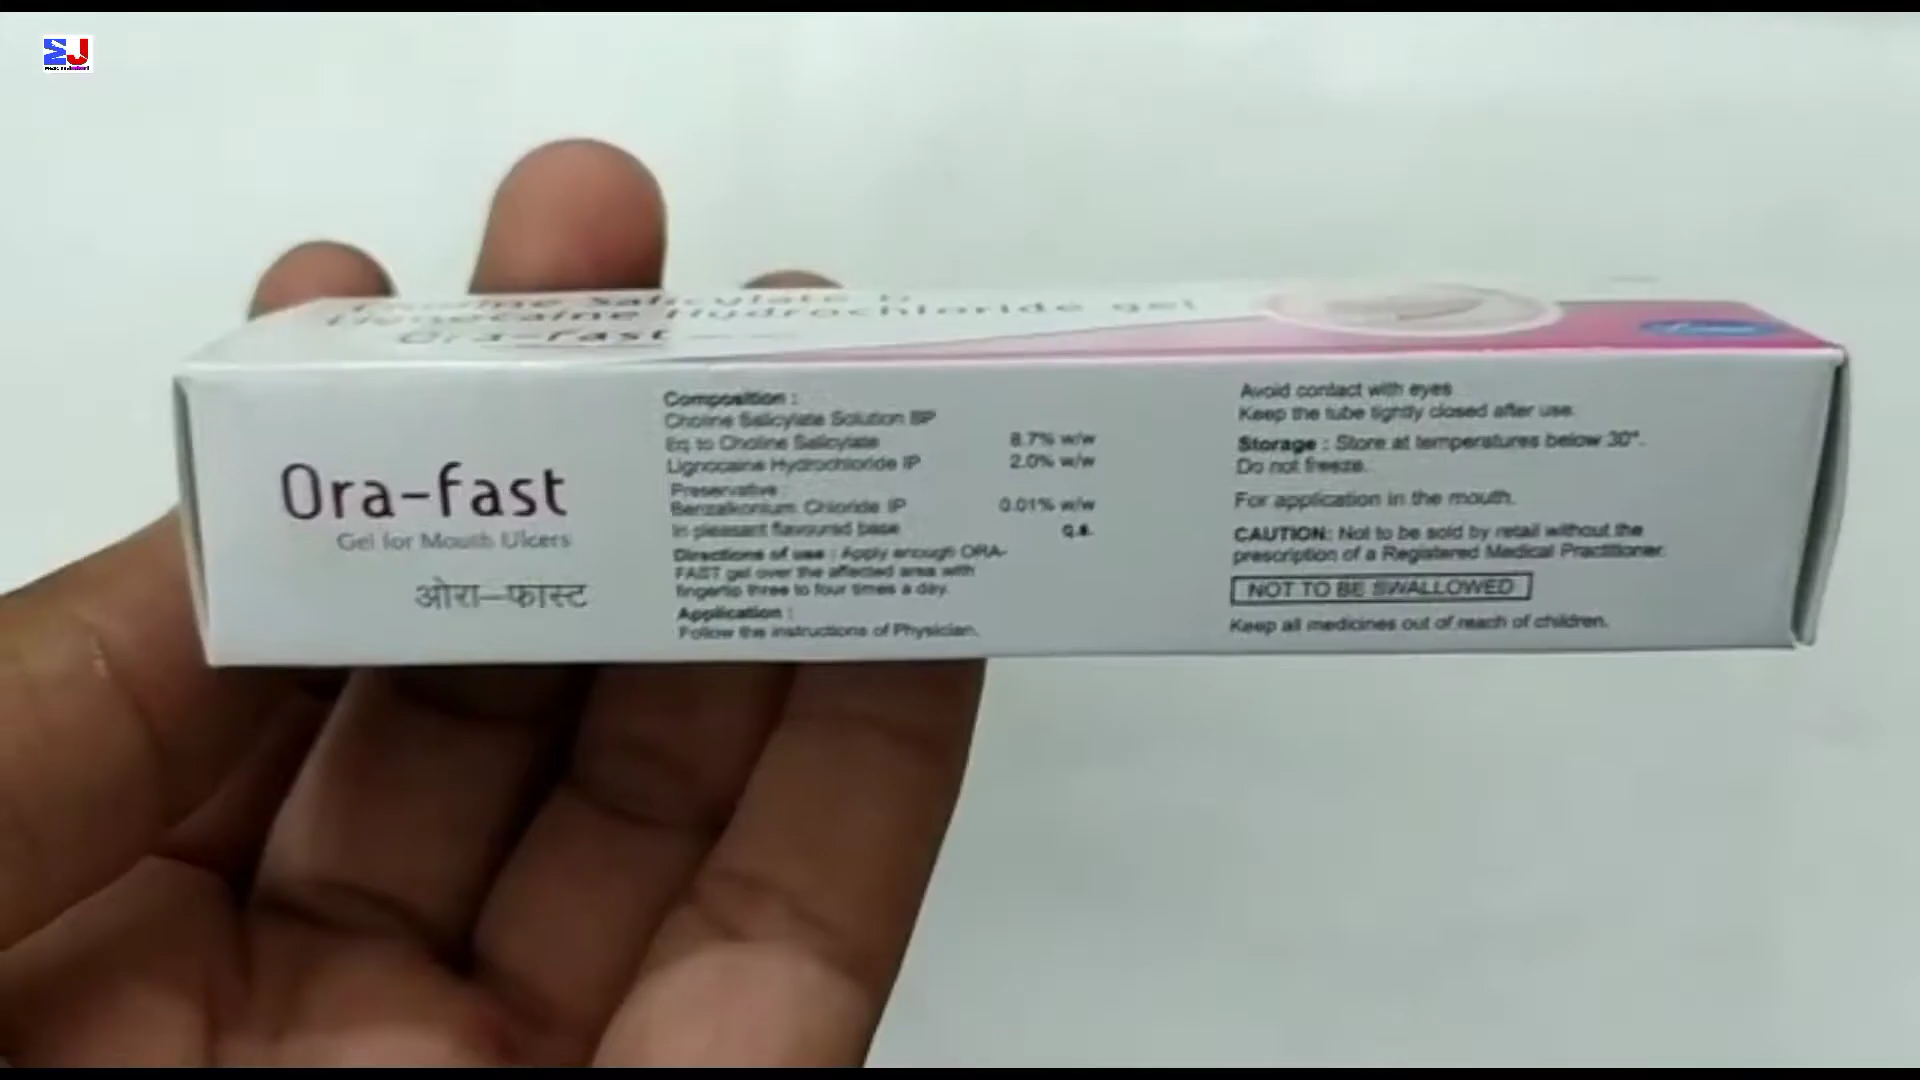 Choline Salicylate &
Lignocaine Hydrochloride gel
Ora-fast
Ora-fast
Gel for Mouth Ulcers
ओरा–फास्ट
Composition :
Choline Salicylate Solution BP
Eq to Choline Salicylate 8.7% w/w
Lignocaine Hydrochloride IP 2.0% w/w
Preservative :
Benzalkonium Chloride IP 0.01% w/w
In pleasant flavoured base q.s.
Directions of use : Apply enough ORA-
FAST gel over the affected area with
fingertip three to four times a day.
Application :
Follow the instructions of Physician.
Avoid contact with eyes
Keep the tube tightly closed after use.
Storage : Store at temperatures below 30°.
Do not freeze.
For application in the mouth.
CAUTION: Not to be sold by retail without the
prescription of a Registered Medical Practitioner.
NOT TO BE SWALLOWED
Keep all medicines out of reach of children.